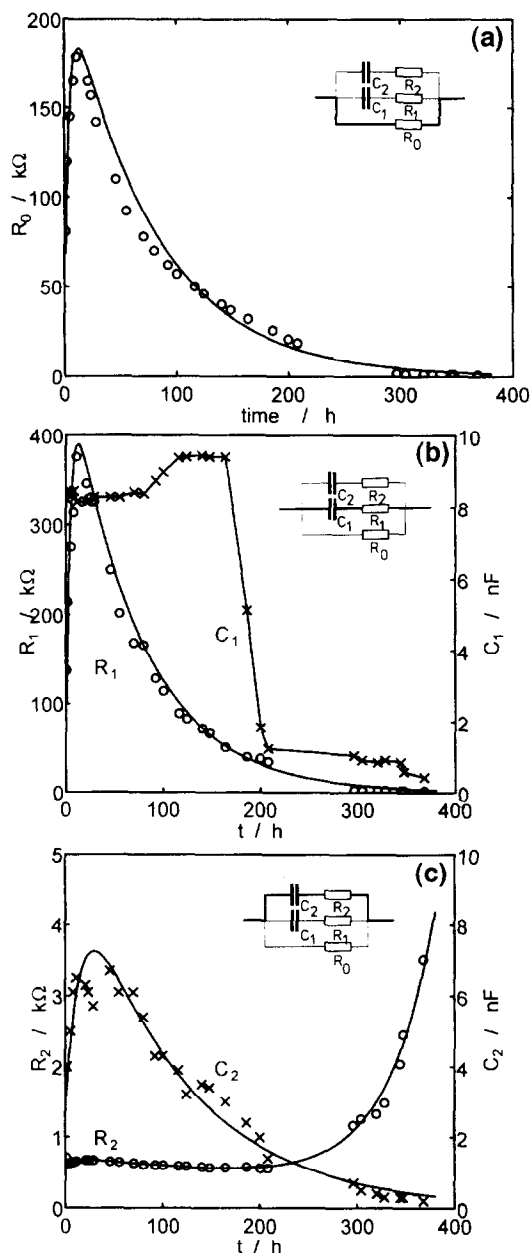 (a)
200
150
100
50
0
R0 / kΩ
C2 R2
C1 R1
R0
0 100 200 300 400
time / h
(b)
400
300
200
100
0
R1 / kΩ
10
8
6
4
2
0
C1 / nF
C2 R2
C1 R1
R0
C1
R1
0 100 200 300 400
t / h
(c)
5
4
3
2
1
0
R2 / kΩ
10
8
6
4
2
0
C2 / nF
C2 R2
C1 R1
R0
C2
R2
0 100 200 300 400
t / h